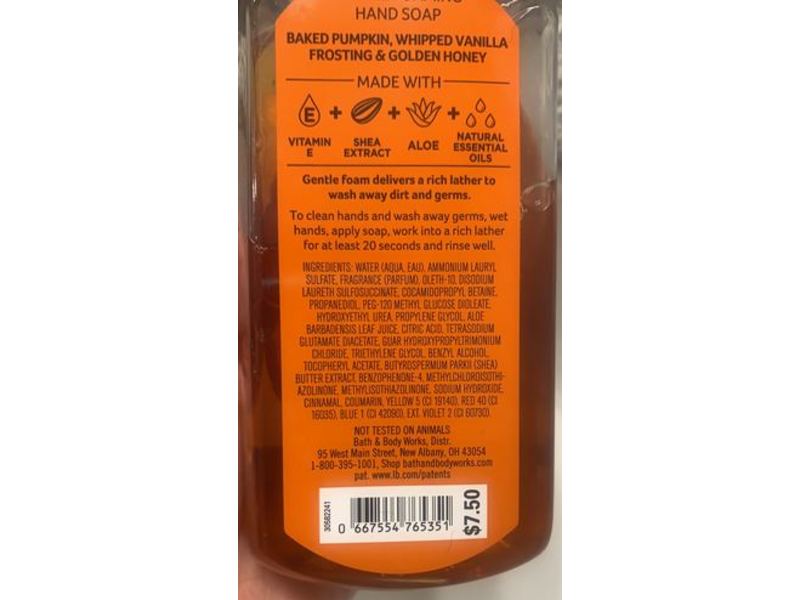 HAND SOAP
BAKED PUMPKIN, WHIPPED VANILLA
FROSTING & GOLDEN HONEY
MADE WITH
E + + +
VITAMIN E SHEA EXTRACT ALOE NATURAL ESSENTIAL OILS
Gentle foam delivers a rich lather to
wash away dirt and germs.
To clean hands and wash away germs, wet
hands, apply soap, work into a rich lather
for at least 20 seconds and rinse well.
INGREDIENTS: WATER (AQUA, EAU), AMMONIUM LAURYL
SULFATE, FRAGRANCE (PARFUM), OLETH-10, DISODIUM
LAURETH SULFOSUCCINATE, COCAMIDOPROPYL BETAINE,
PROPANEDIOL, PEG-120 METHYL GLUCOSE DIOLEATE,
HYDROXYETHYL UREA, PROPYLENE GLYCOL, ALOE
BARBADENSIS LEAF JUICE, CITRIC ACID, TETRASODIUM
GLUTAMATE DIACETATE, GUAR HYDROXYPROPYLTRIMONIUM
CHLORIDE, TRIETHYLENE GLYCOL, BENZYL ALCOHOL,
TOCOPHERYL ACETATE, BUTYROSPERMUM PARKII (SHEA)
BUTTER EXTRACT, BENZOPHENONE-4, METHYLCHLOROISOTHI-
AZOLINONE, METHYLISOTHIAZOLINONE, SODIUM HYDROXIDE,
CINNAMAL, COUMARIN, YELLOW 5 (CI 19140), RED 40 (CI
16035), BLUE 1 (CI 42090), EXT. VIOLET 2 (CI 60730).
NOT TESTED ON ANIMALS
Bath & Body Works, Distr.
95 West Main Street, New Albany, OH 43054
1-800-395-1001, Shop bathandbodyworks.com
pat. www.lb.com/patents
30582241
0 667554 765351
$7.50